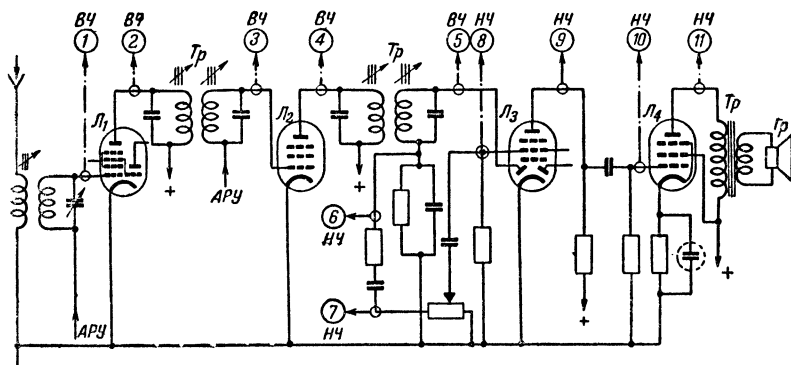 ВЧ ВЧ ВЧ ВЧ ВЧ НЧ НЧ НЧ НЧ
1 2 3 4 5 8 9 10 11
Тр Тр
Л1 Л2 Л3 Л4 Тр Гр
+ АРУ + +
6
НЧ
7
НЧ
АРУ +